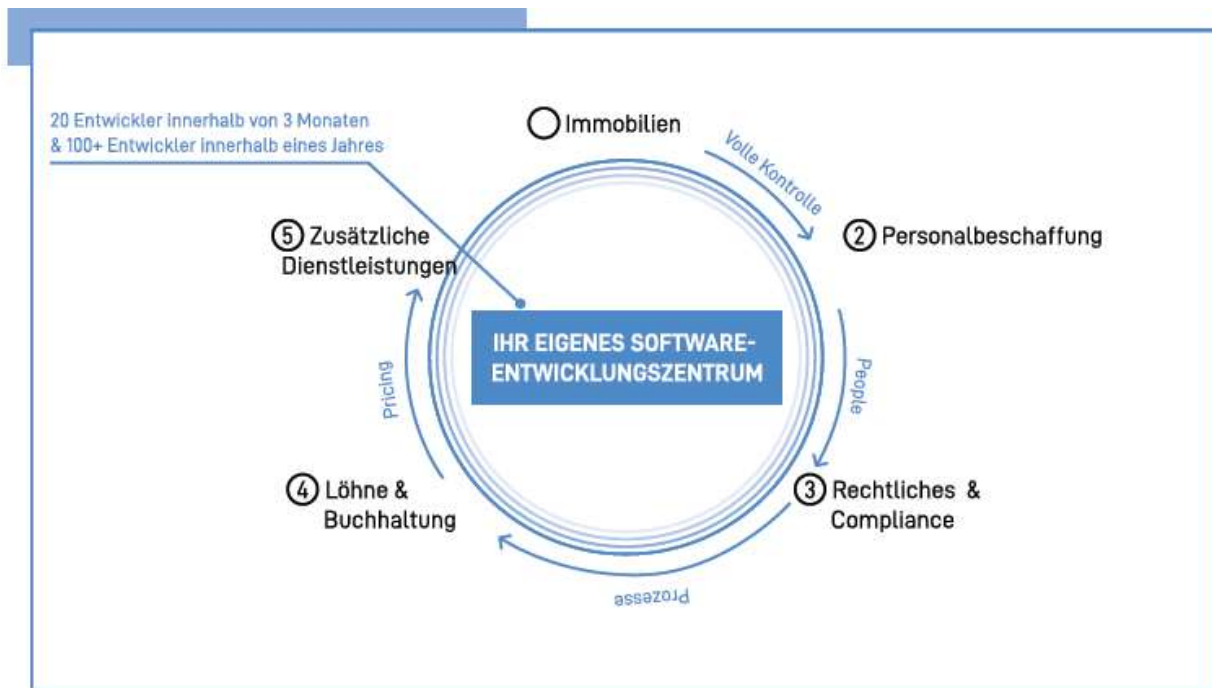 20 Entwickler innerhalb von 3 Monaten
& 100+ Entwickler innerhalb eines Jahres
Immobilien
Volle Kontrolle
2 Personalbeschaffung
People
3 Rechtliches &
Compliance
Prozesse
4 Löhne &
Buchhaltung
Pricing
5 Zusätzliche
Dienstleistungen
IHR EIGENES SOFTWARE-
ENTWICKLUNGSZENTRUM